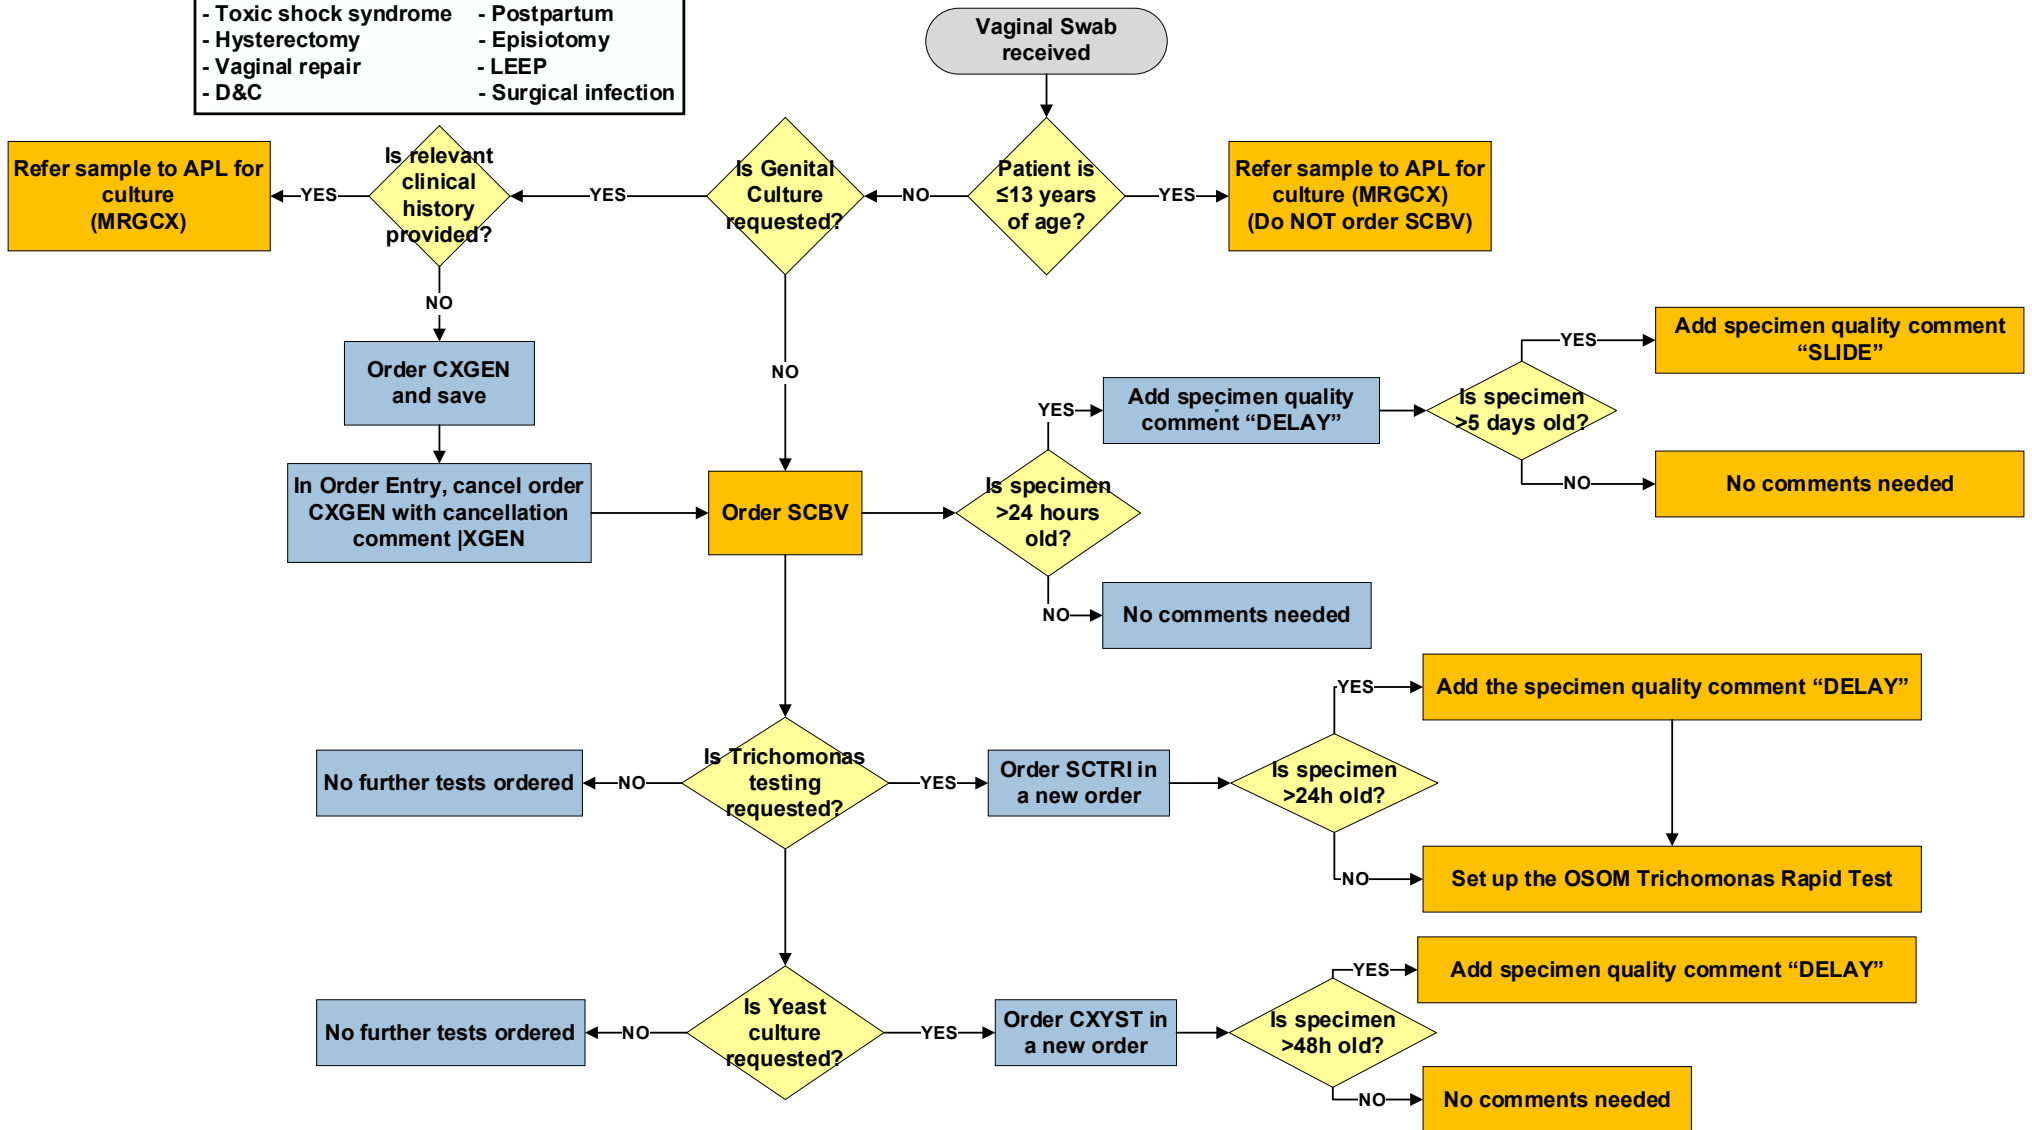 - Toxic shock syndrome
- Postpartum
- Hysterectomy
- Episiotomy
- Vaginal repair
- LEEP
- D&C
- Surgical infection
Vaginal Swab
received
Refer sample to APL for
culture
(MRGCX)
YES
Is relevant
clinical
history
provided?
YES
Is Genital
Culture
requested?
NO
Patient is
≤13 years
of age?
YES
Refer sample to APL for
culture (MRGCX)
(Do NOT order SCBV)
NO
Order CXGEN
and save
NO
In Order Entry, cancel order
CXGEN with cancellation
comment |XGEN
Order SCBV
Is specimen
>24 hours
old?
YES
Add specimen quality
comment “DELAY”
Is specimen
>5 days old?
YES
Add specimen quality comment
“SLIDE”
NO
No comments needed
NO
No comments needed
Is Trichomonas
testing
requested?
NO
No further tests ordered
YES
Order SCTRI in
a new order
Is specimen
>24h old?
YES
Add the specimen quality comment “DELAY”
NO
Set up the OSOM Trichomonas Rapid Test
Is Yeast
culture
requested?
NO
No further tests ordered
YES
Order CXYST in
a new order
Is specimen
>48h old?
YES
Add specimen quality comment “DELAY”
NO
No comments needed